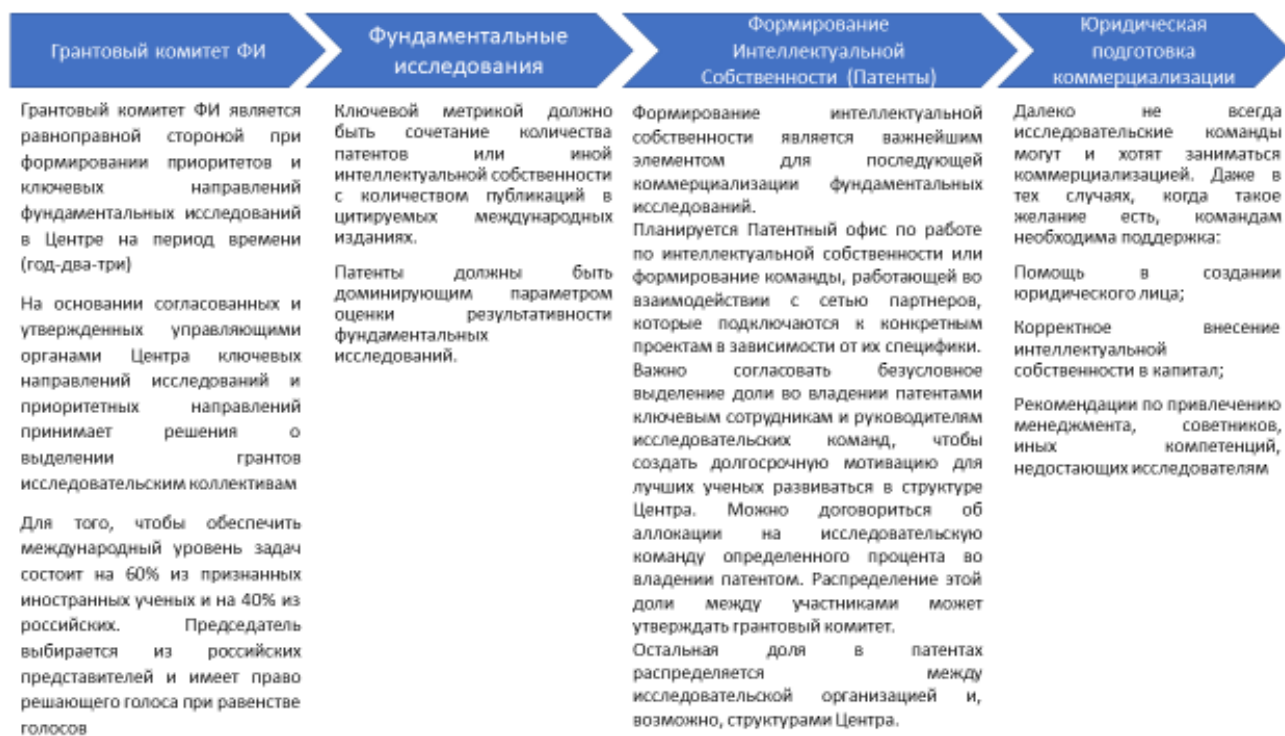 Грантовый комитет ФИ
Фундаментальные
исследования
Формирование
Интеллектуальной
Собственности (Патенты)
Юридическая
подготовка
коммерциализации
Грантовый комитет ФИ является
равноправной стороной при
формировании приоритетов и
ключевых направлений
фундаментальных исследований
в Центре на период времени
(год-два-три)
На основании согласованных и
утвержденных управляющими
органами Центра ключевых
направлений исследований и
приоритетных направлений
принимает решения о
выделении грантов
исследовательским коллективам
Для того, чтобы обеспечить
международный уровень задач
состоит на 60% из признанных
иностранных ученых и на 40% из
российских. Председатель
выбирается из российских
представителей и имеет право
решающего голоса при равенстве
голосов
Ключевой метрикой должно
быть сочетание количества
патентов или иной
интеллектуальной собственности
с количеством публикаций в
цитируемых международных
изданиях.
Патенты должны быть
доминирующим параметром
оценки результативности
фундаментальных
исследований.
Формирование интеллектуальной
собственности является важнейшим
элементом для последующей
коммерциализации фундаментальных
исследований.
Планируется Патентный офис по работе
по интеллектуальной собственности или
формирование команды, работающей во
взаимодействии с сетью партнеров,
которые подключаются к конкретным
проектам в зависимости от их специфики.
Важно согласовать безусловное
выделение доли во владении патентами
ключевым сотрудникам и руководителям
исследовательских команд, чтобы
создать долгосрочную мотивацию для
лучших ученых развиваться в структуре
Центра. Можно договориться об
аллокации на исследовательскую
команду определенного процента во
владении патентом. Распределение этой
доли между участниками может
утверждать грантовый комитет.
Остальная доля в патентах
распределяется между
исследовательской организацией и,
возможно, структурами Центра.
Далеко не всегда
исследовательские команды
могут и хотят заниматься
коммерциализацией. Даже в
тех случаях, когда такое
желание есть, командам
необходима поддержка:
Помощь в создании
юридического лица;
Корректное внесение
интеллектуальной
собственности в капитал;
Рекомендации по привлечению
менеджмента, советников,
иных компетенций,
недостающих исследователям